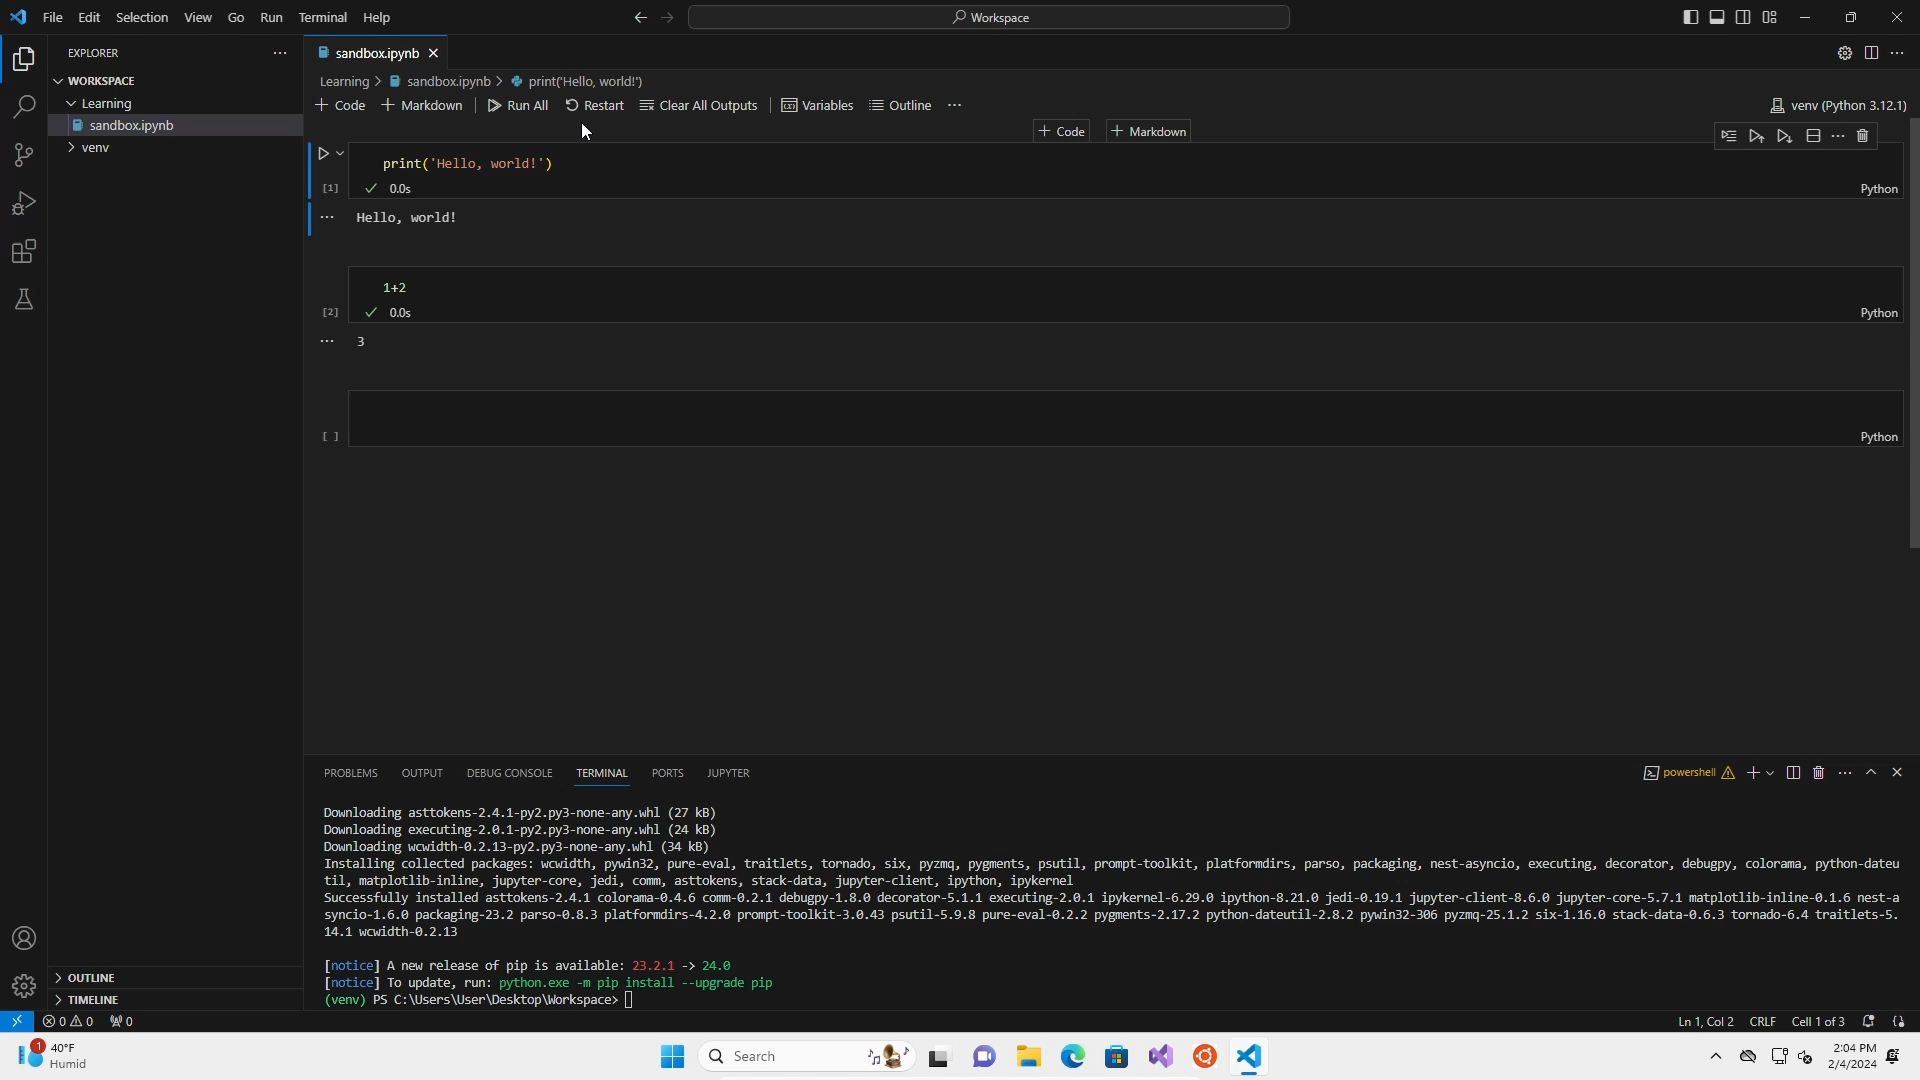 File Edit Selection View Go Run Terminal Help
Workspace
EXPLORER
WORKSPACE
Learning
sandbox.ipynb
venv
sandbox.ipynb
Learning > sandbox.ipynb > print('Hello, world!')
Code Markdown Run All Restart Clear All Outputs Variables Outline
venv (Python 3.12.1)
Code Markdown
print('Hello, world!')
[1] 0.0s Python
Hello, world!
1+2
[2] 0.0s Python
3
[ ] Python
PROBLEMS OUTPUT DEBUG CONSOLE TERMINAL PORTS JUPYTER
powershell
Downloading asttokens-2.4.1-py2.py3-none-any.whl (27 kB)
Downloading executing-2.0.1-py2.py3-none-any.whl (24 kB)
Downloading wcwidth-0.2.13-py2.py3-none-any.whl (34 kB)
Installing collected packages: wcwidth, pywin32, pure-eval, traitlets, tornado, six, pyzmq, pygments, psutil, prompt-toolkit, platformdirs, parso, packaging, nest-asyncio, executing, decorator, debugpy, colorama, python-dateu
til, matplotlib-inline, jupyter-core, jedi, comm, asttokens, stack-data, jupyter-client, ipython, ipykernel
Successfully installed asttokens-2.4.1 colorama-0.4.6 comm-0.2.1 debugpy-1.8.0 decorator-5.1.1 executing-2.0.1 ipykernel-6.29.0 ipython-8.21.0 jedi-0.19.1 jupyter-client-8.6.0 jupyter-core-5.7.1 matplotlib-inline-0.1.6 nest-a
syncio-1.6.0 packaging-23.2 parso-0.8.3 platformdirs-4.2.0 prompt-toolkit-3.0.43 psutil-5.9.8 pure-eval-0.2.2 pygments-2.17.2 python-dateutil-2.8.2 pywin32-306 pyzmq-25.1.2 six-1.16.0 stack-data-0.6.3 tornado-6.4 traitlets-5.
14.1 wcwidth-0.2.13
[notice] A new release of pip is available: 23.2.1 -> 24.0
[notice] To update, run: python.exe -m pip install --upgrade pip
(venv) PS C:\Users\User\Desktop\Workspace>
OUTLINE
TIMELINE
0 0 0
Ln 1, Col 2 CRLF Cell 1 of 3
1
40°F
Humid
Search
2:04 PM
2/4/2024